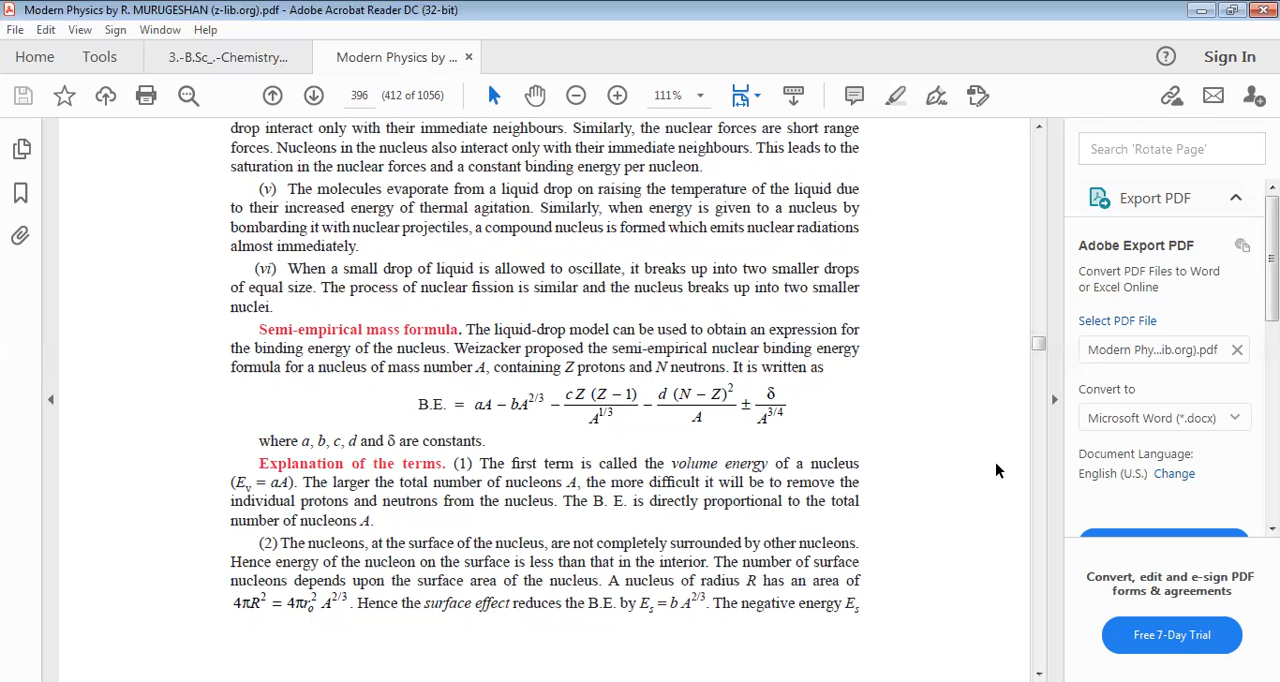 Modern Physics by R. MURUGESHAN (z-lib.org).pdf - Adobe Acrobat Reader DC (32-bit)
File Edit View Sign Window Help
Home Tools 3.-B.Sc_.-Chemistry... Modern Physics by ... × Sign In
396 (412 of 1056) 111%
drop interact only with their immediate neighbours. Similarly, the nuclear forces are short range
forces. Nucleons in the nucleus also interact only with their immediate neighbours. This leads to the
saturation in the nuclear forces and a constant binding energy per nucleon.
(v) The molecules evaporate from a liquid drop on raising the temperature of the liquid due
to their increased energy of thermal agitation. Similarly, when energy is given to a nucleus by
bombarding it with nuclear projectiles, a compound nucleus is formed which emits nuclear radiations
almost immediately.
(vi) When a small drop of liquid is allowed to oscillate, it breaks up into two smaller drops
of equal size. The process of nuclear fission is similar and the nucleus breaks up into two smaller
nuclei.
Semi-empirical mass formula. The liquid-drop model can be used to obtain an expression for
the binding energy of the nucleus. Weizacker proposed the semi-empirical nuclear binding energy
formula for a nucleus of mass number A, containing Z protons and N neutrons. It is written as
B.E. = aA − bA^{2/3} − \frac{cZ (Z − 1)}{A^{1/3}} − \frac{d (N − Z)^2}{A} ± \frac{δ}{A^{3/4}}
where a, b, c, d and δ are constants.
Explanation of the terms. (1) The first term is called the volume energy of a nucleus
(E_v = aA). The larger the total number of nucleons A, the more difficult it will be to remove the
individual protons and neutrons from the nucleus. The B. E. is directly proportional to the total
number of nucleons A.
(2) The nucleons, at the surface of the nucleus, are not completely surrounded by other nucleons.
Hence energy of the nucleon on the surface is less than that in the interior. The number of surface
nucleons depends upon the surface area of the nucleus. A nucleus of radius R has an area of
4πR² = 4πr_o² A^{2/3}. Hence the surface effect reduces the B.E. by E_s = b A^{2/3}. The negative energy E_s
Search 'Rotate Page'
Export PDF
Adobe Export PDF
Convert PDF Files to Word
or Excel Online
Select PDF File
Modern Phy...ib.org).pdf ×
Convert to
Microsoft Word (*.docx)
Document Language:
English (U.S.) Change
Convert, edit and e-sign PDF
forms & agreements
Free 7-Day Trial